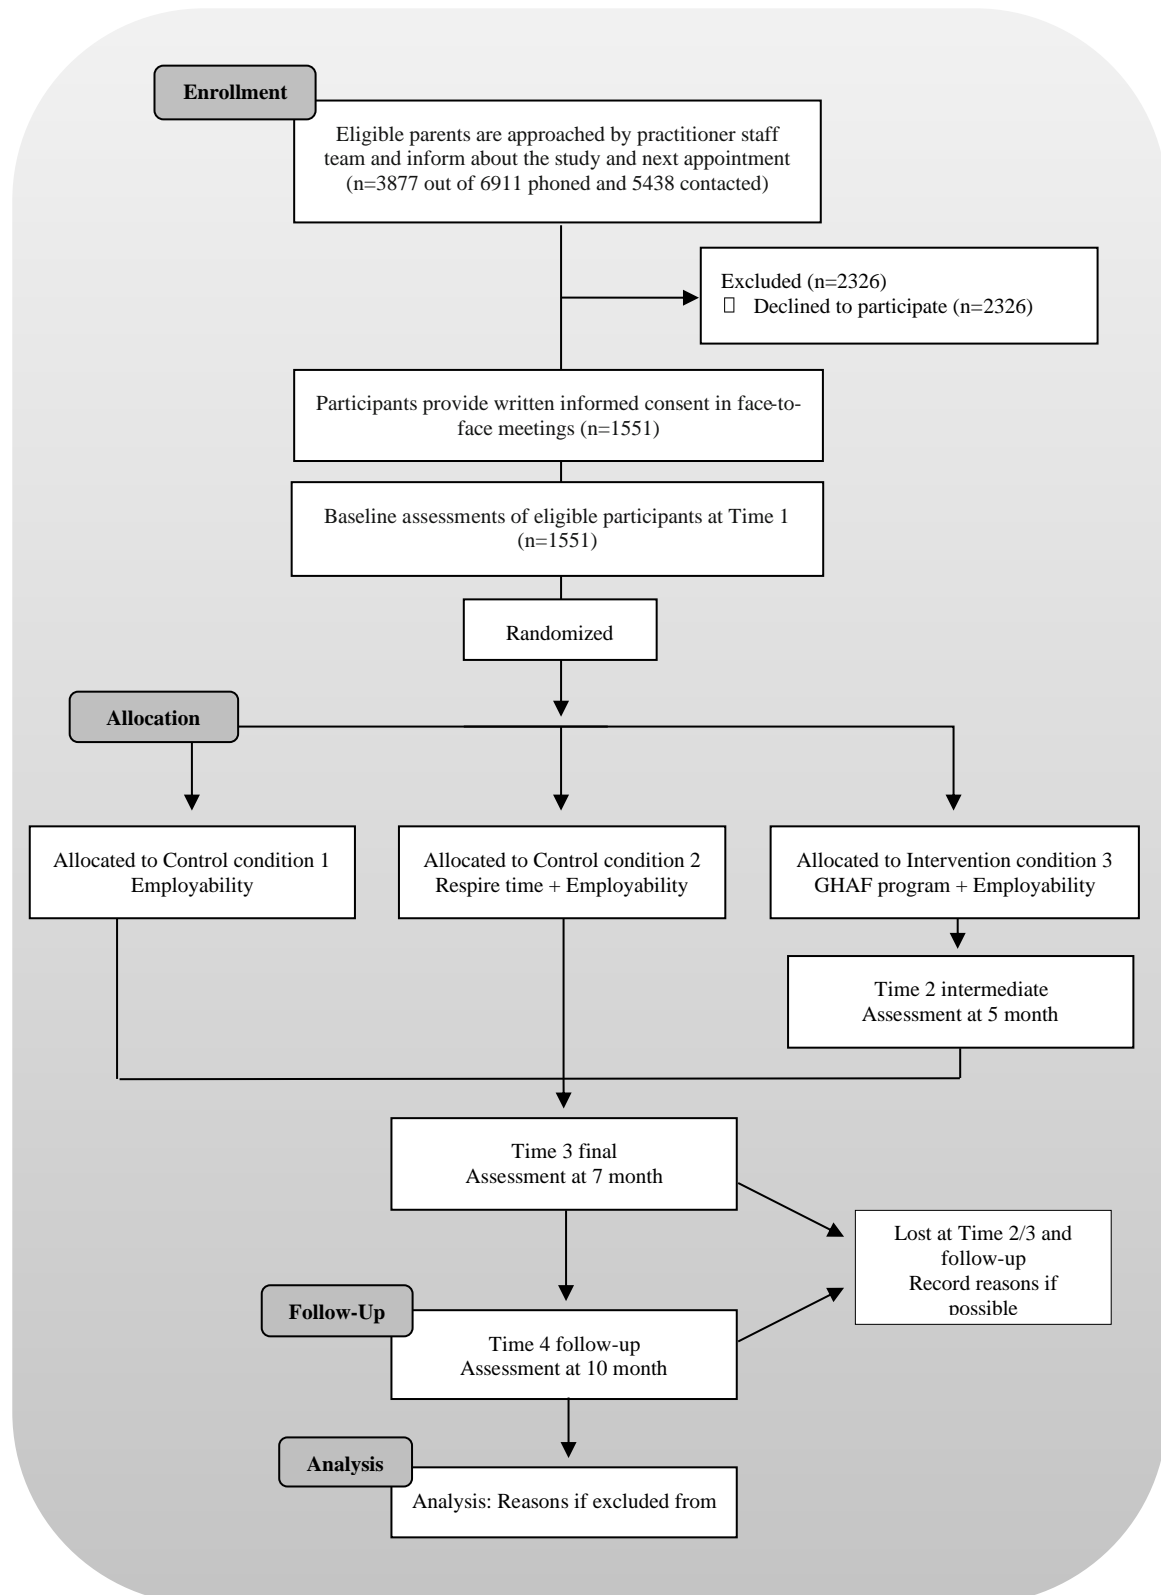 Enrollment
Eligible parents are approached by practitioner staff
team and inform about the study and next appointment
(n=3877 out of 6911 phoned and 5438 contacted)
Excluded (n=2326)
Declined to participate (n=2326)
Participants provide written informed consent in face-to-
face meetings (n=1551)
Baseline assessments of eligible participants at Time 1
(n=1551)
Randomized
Allocation
Allocated to Control condition 1
Employability
Allocated to Control condition 2
Respire time + Employability
Allocated to Intervention condition 3
GHAF program + Employability
Time 2 intermediate
Assessment at 5 month
Time 3 final
Assessment at 7 month
Lost at Time 2/3 and
follow-up
Record reasons if
possible
Follow-Up
Time 4 follow-up
Assessment at 10 month
Analysis
Analysis: Reasons if excluded from